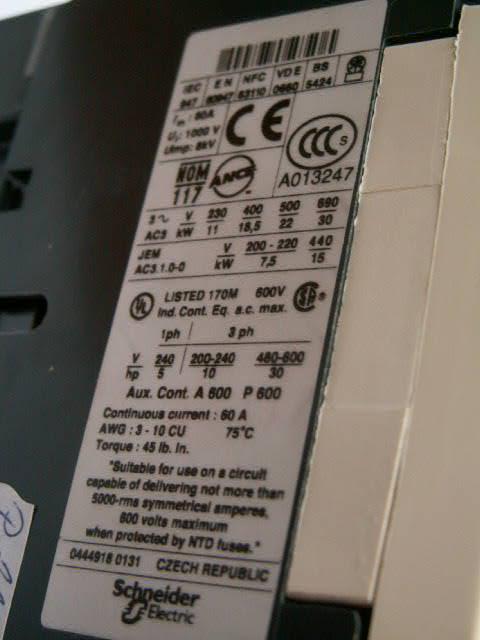 IEC EN NFC VDE BS
947 60947 63110 0660 5424
Ith : 60A
Ui : 1000 V
Uimp : 8kV
CE
CCC S
A013247
NOM
117
ANCE
3~ V 230 400 500 690
AC3 kW 11 18,5 22 30
JEM V 200-220 440
AC3.1.0-0 kW 7,5 15
UL LISTED 170M 600V
Ind. Cont. Eq. a.c. max.
1ph 3 ph
V 240 200-240 460-600
hp 5 10 30
Aux. Cont. A 600 P 600
Continuous current : 60 A
AWG : 3 - 10 CU 75°C
Torque : 45 lb. In.
"Suitable for use on a circuit
capable of delivering not more than
5000-rms symmetrical amperes,
600 volts maximum
when protected by NTD fuses."
0444918 0131 CZECH REPUBLIC
Schneider
Electric